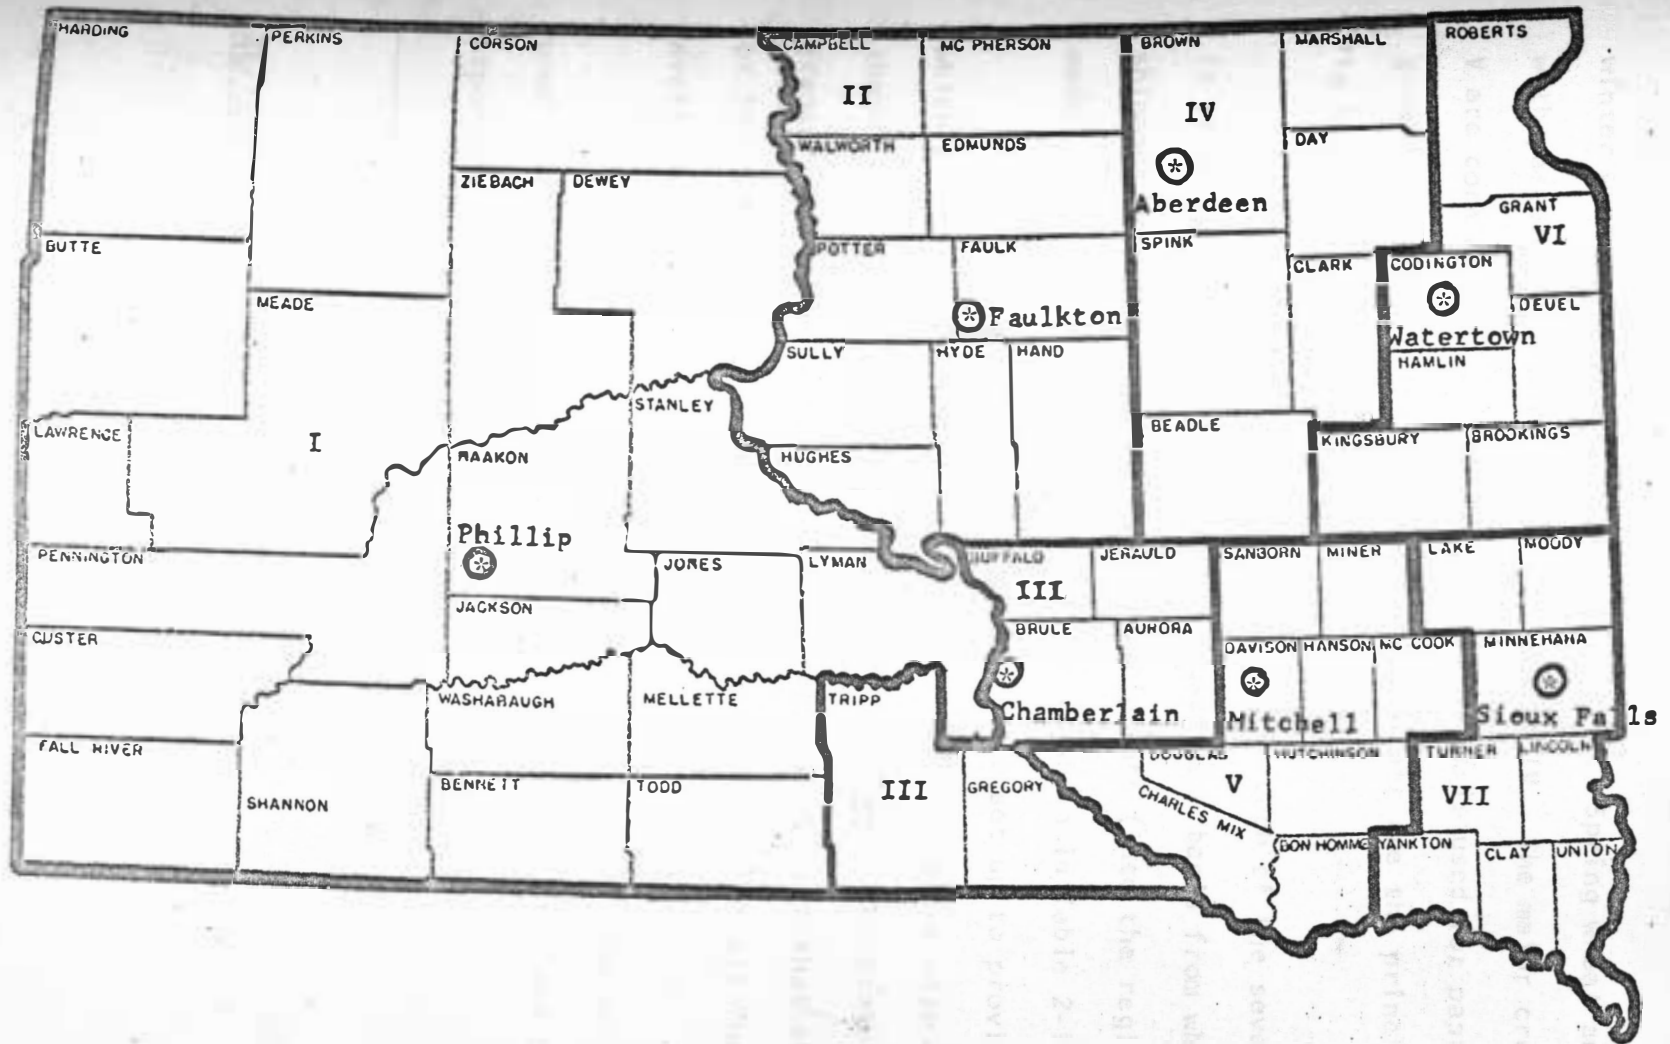 HARDING
PERKINS
CORSON
CAMPBELL
MC PHERSON
BROWN
MARSHALL
ROBERTS
II
IV
WALWORTH
EDMUNDS
DAY
ZIEBACH
DEWEY
Aberdeen
GRANT
VI
BUTTE
POTTER
FAULK
SPINK
CLARK
CODINGTON
MEADE
Faulkton
DEUEL
Watertown
SULLY
HYDE
HAND
HAMLIN
STANLEY
LAWRENCE
I
BEADLE
KINGSBURY
BROOKINGS
HAAKON
HUGHES
Phillip
PENNINGTON
JONES
LYMAN
BUFFALO
JERAULD
SANBORN
MINER
LAKE
MOODY
III
JACKSON
CUSTER
BRULE
AURORA
DAVISON
HANSON
MC COOK
MINNEHAHA
WASHABAUGH
MELLETTE
TRIPP
Chamberlain
Mitchell
Sioux Falls
FALL RIVER
DOUGLAS
HUTCHINSON
TURNER
LINCOLN
SHANNON
BENNETT
TODD
III
GREGORY
CHARLES MIX
V
VII
BON HOMME
YANKTON
CLAY
UNION